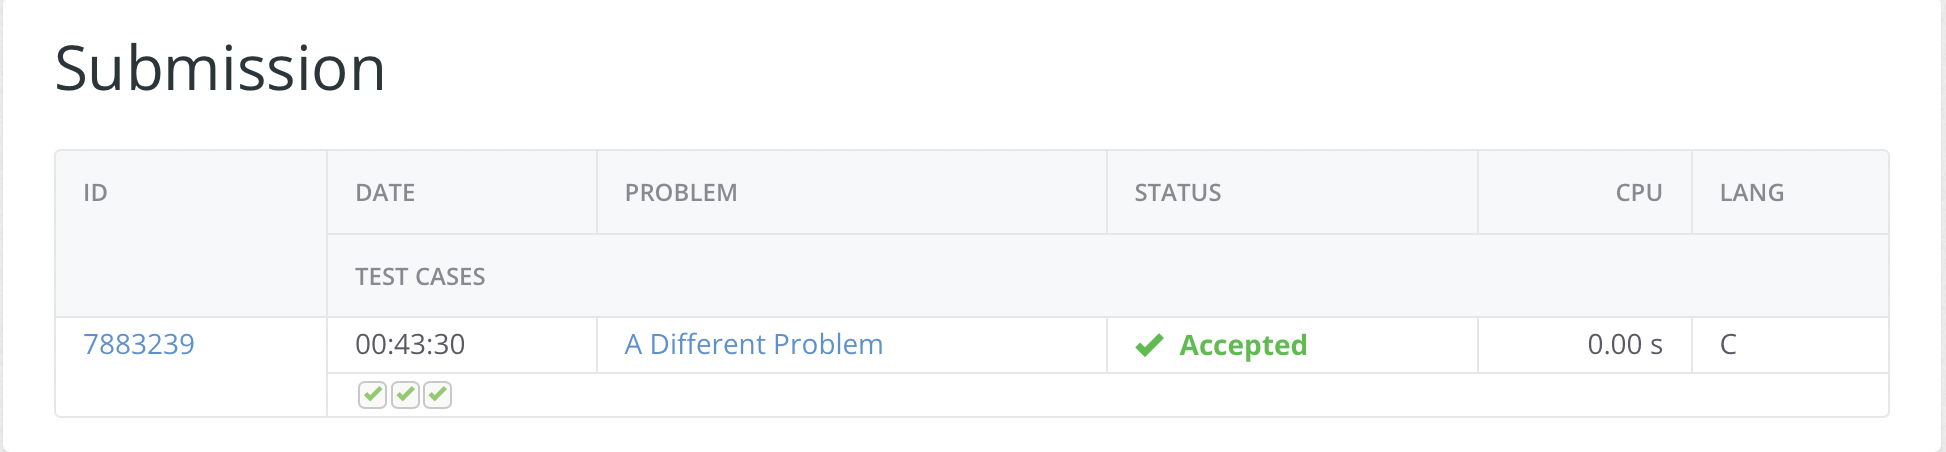 Submission
ID DATE PROBLEM STATUS CPU LANG
TEST CASES
7883239 00:43:30 A Different Problem Accepted 0.00 s C